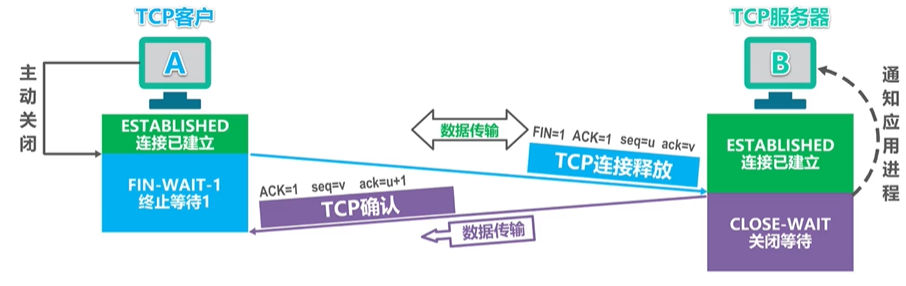 TCP客户
TCP服务器
A
B
主动关闭
通知应用进程
ESTABLISHED
连接已建立
数据传输
FIN=1 ACK=1 seq=u ack=v
TCP连接释放
ESTABLISHED
连接已建立
FIN-WAIT-1
终止等待1
ACK=1 seq=v ack=u+1
TCP确认
数据传输
CLOSE-WAIT
关闭等待